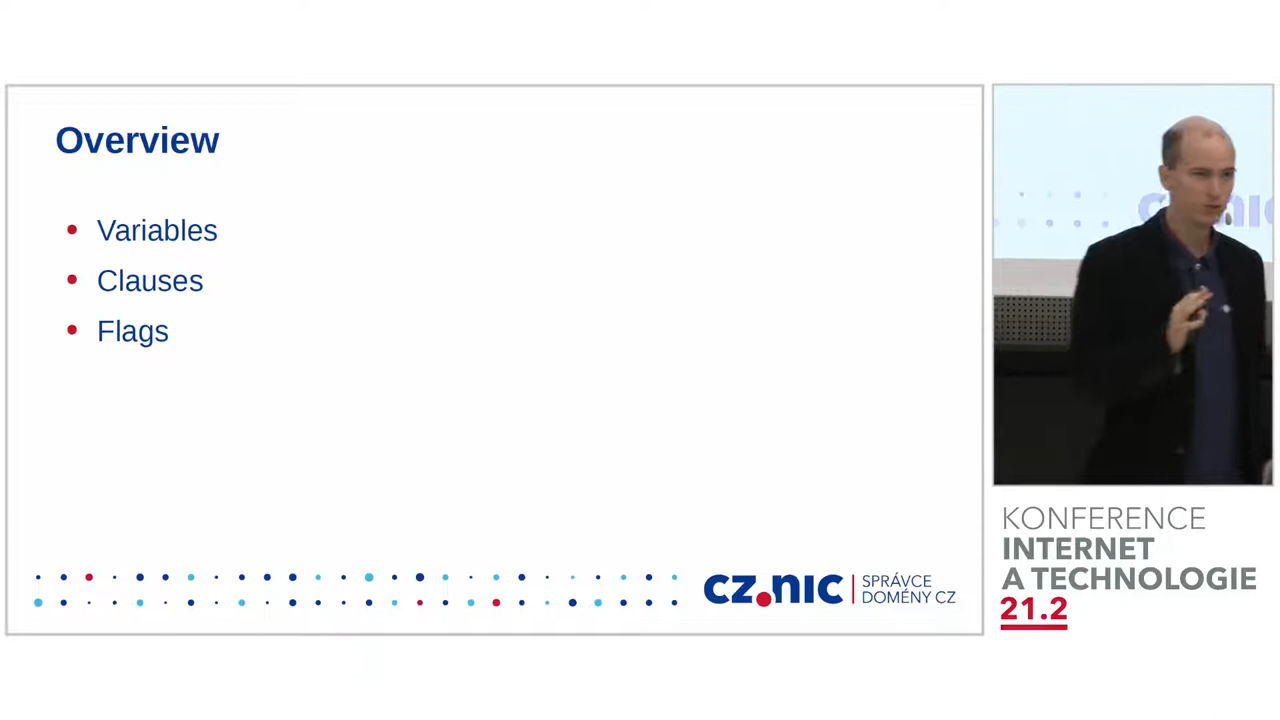 Overview
Variables
Clauses
Flags
CZ.NIC
SPRÁVCE
DOMÉNY CZ
KONFERENCE
INTERNET
A TECHNOLOGIE
21.2